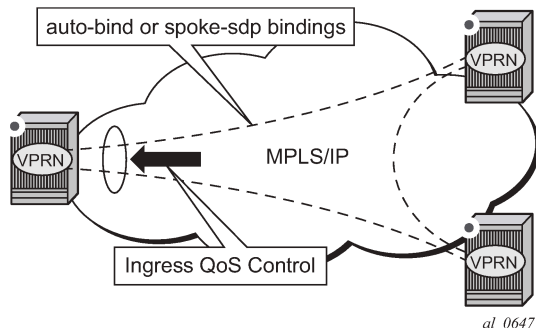 auto-bind or spoke-sdp bindings
VPRN
VPRN
MPLS/IP
Ingress QoS Control
VPRN
al_0647